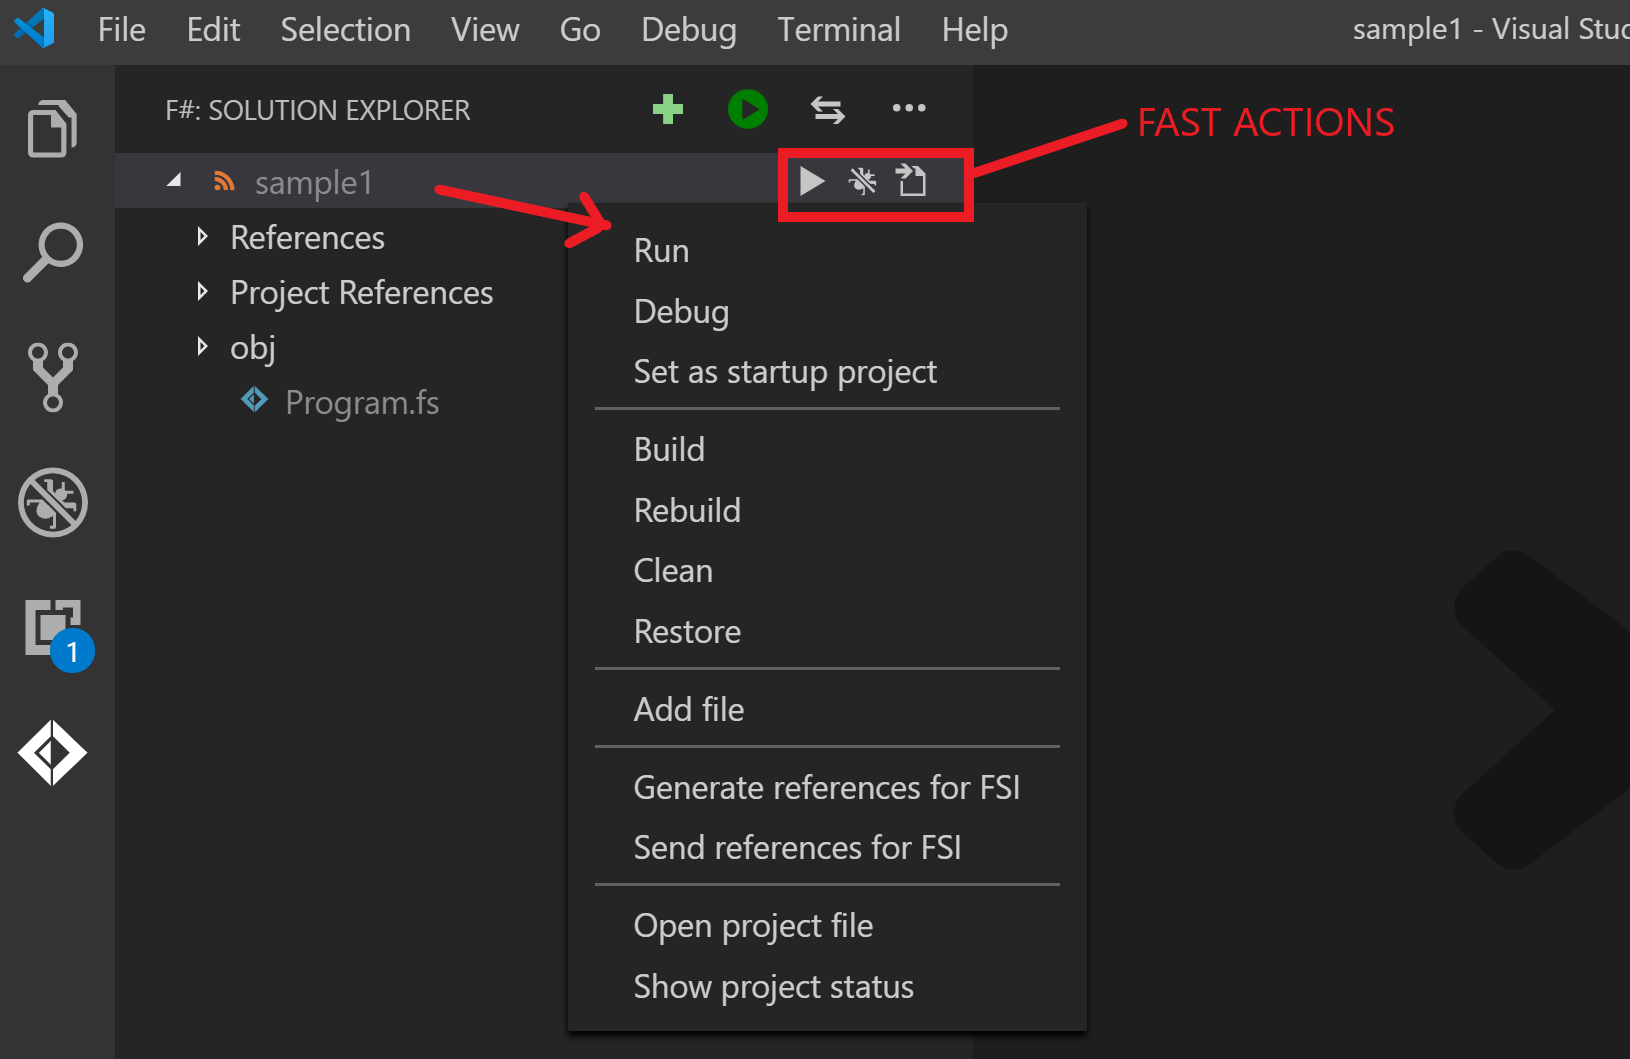 File Edit Selection View Go Debug Terminal Help sample1 - Visual Stud
F#: SOLUTION EXPLORER
FAST ACTIONS
sample1
References
Project References
obj
Program.fs
Run
Debug
Set as startup project
Build
Rebuild
Clean
Restore
Add file
Generate references for FSI
Send references for FSI
Open project file
Show project status
1